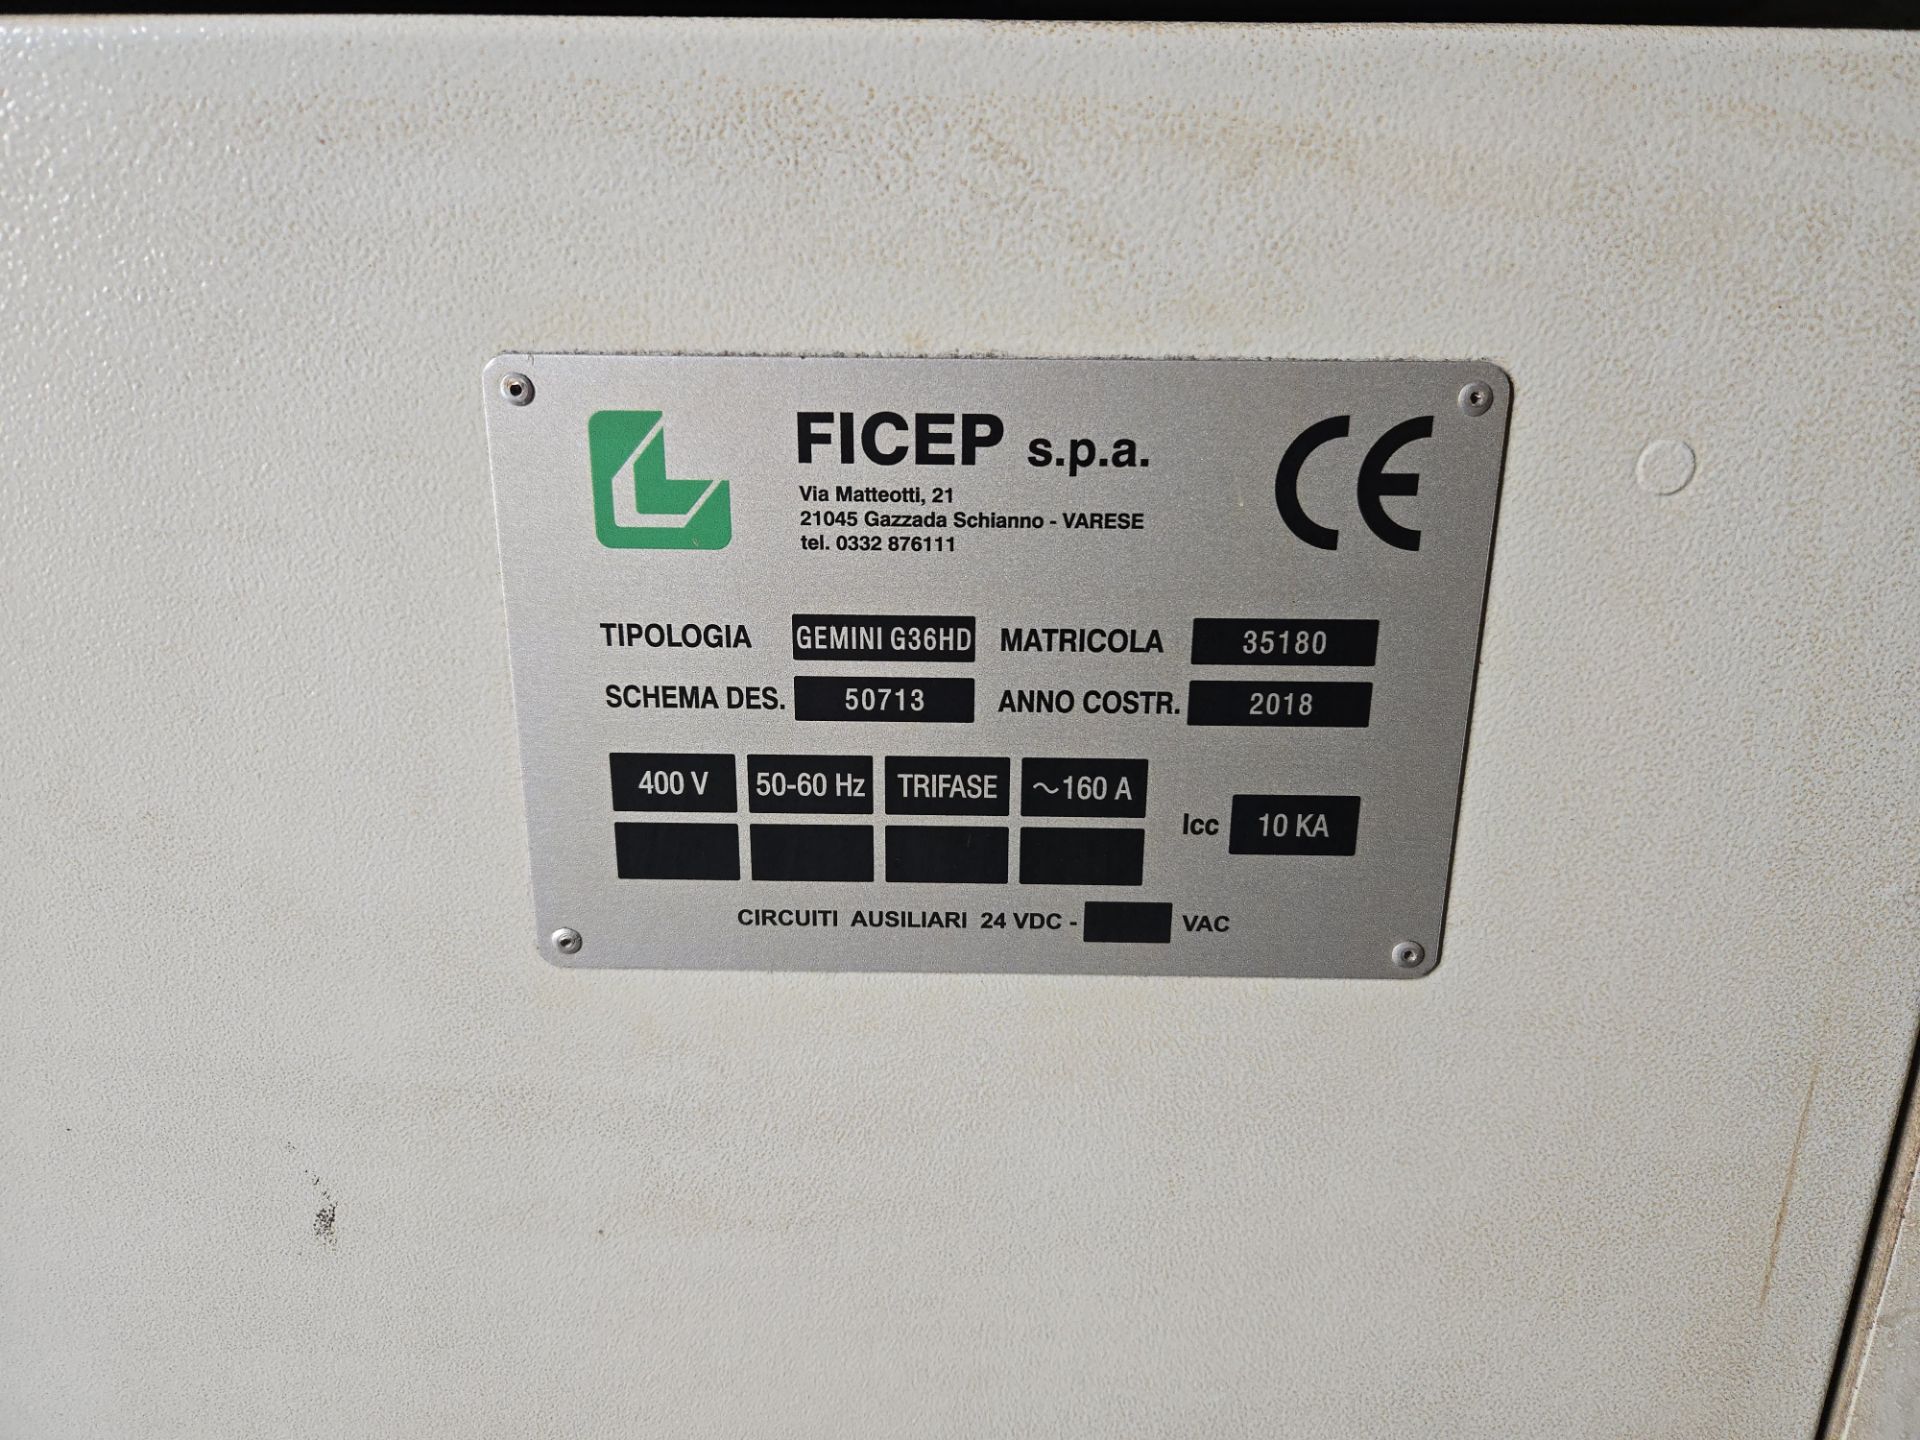 FICEP s.p.a.
Via Matteotti, 21
21045 Gazzada Schianno - VARESE
tel. 0332 876111
CE
TIPOLOGIA GEMINI G36HD MATRICOLA 35180
SCHEMA DES. 50713 ANNO COSTR. 2018
400 V 50-60 Hz TRIFASE ~160 A
Icc 10 KA
CIRCUITI AUSILIARI 24 VDC - VAC